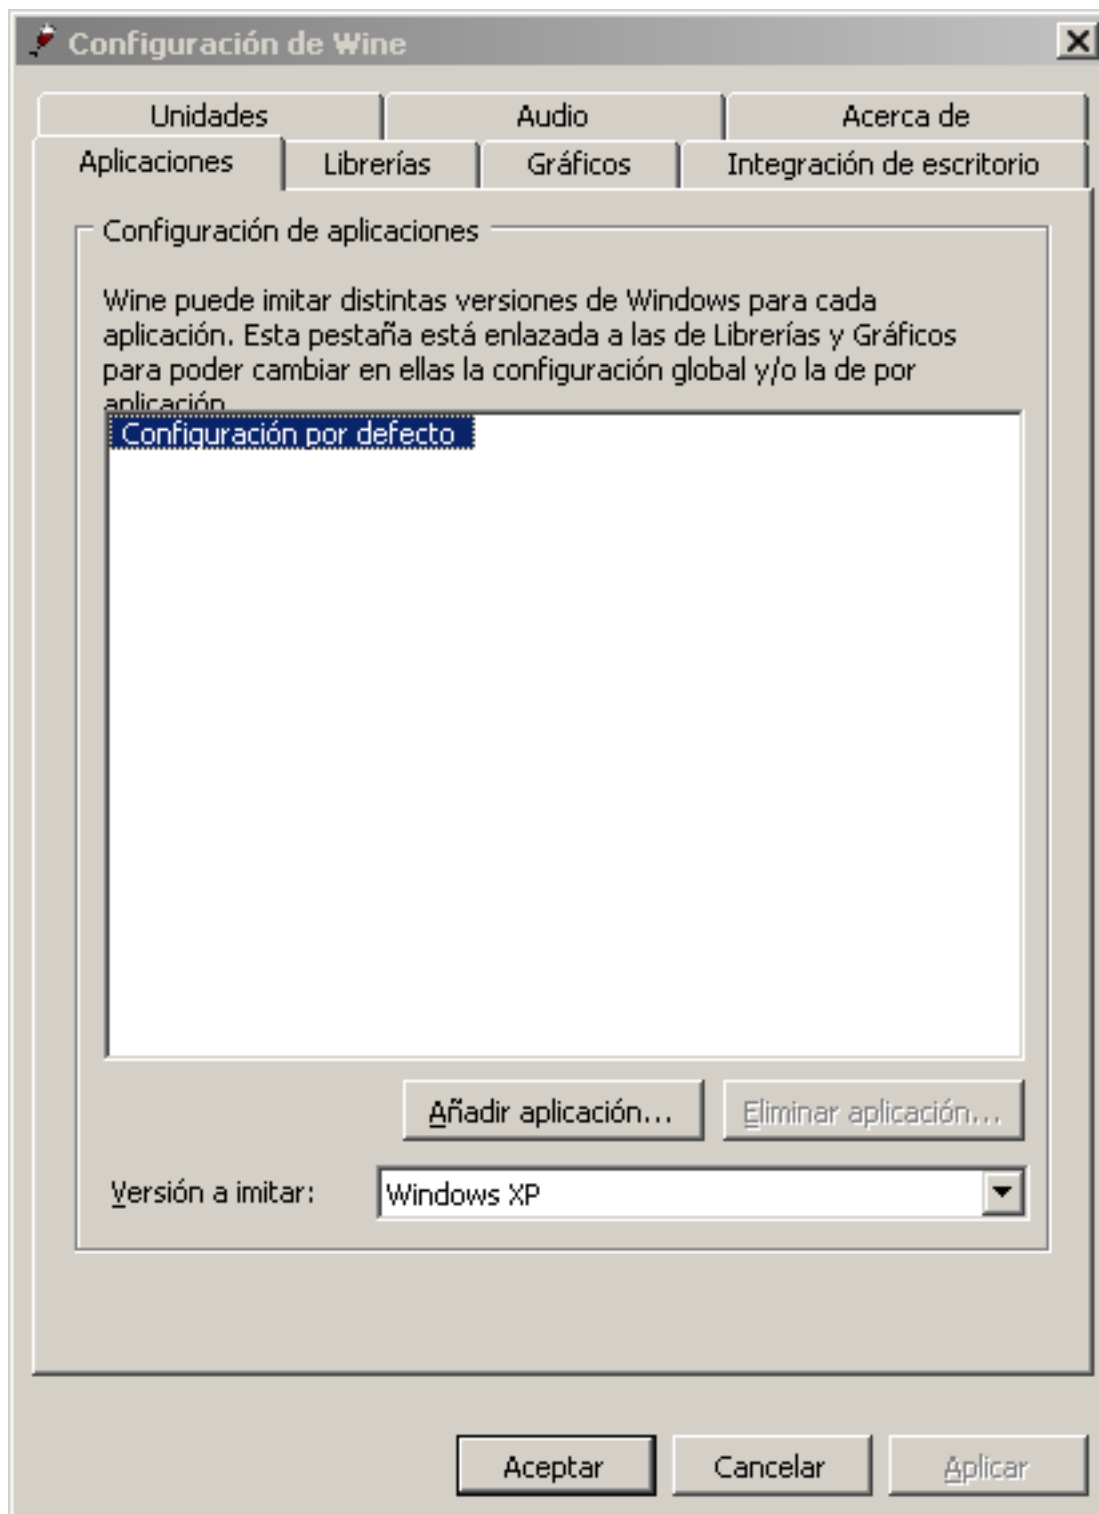 Configuración de Wine
Unidades Audio Acerca de
Aplicaciones Librerías Gráficos Integración de escritorio
Configuración de aplicaciones
Wine puede imitar distintas versiones de Windows para cada
aplicación. Esta pestaña está enlazada a las de Librerías y Gráficos
para poder cambiar en ellas la configuración global y/o la de por
aplicación
Configuración por defecto
Añadir aplicación... Eliminar aplicación...
Versión a imitar: Windows XP
Aceptar Cancelar Aplicar